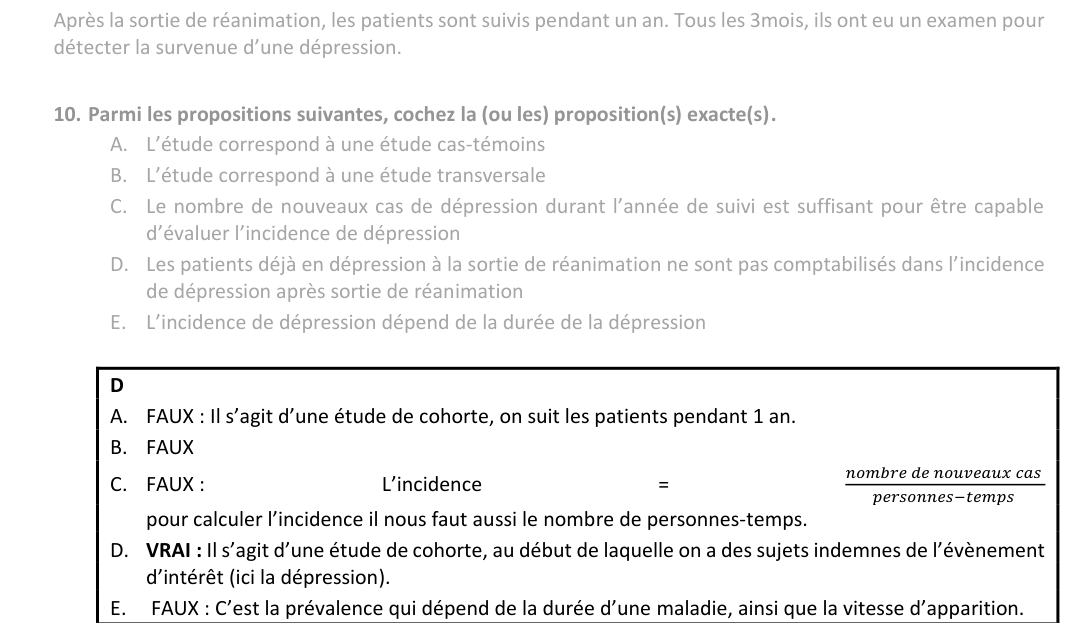 Après la sortie de réanimation, les patients sont suivis pendant un an. Tous les 3mois, ils ont eu un examen pour
détecter la survenue d’une dépression.
10. Parmi les propositions suivantes, cochez la (ou les) proposition(s) exacte(s).
A. L’étude correspond à une étude cas-témoins
B. L’étude correspond à une étude transversale
C. Le nombre de nouveaux cas de dépression durant l’année de suivi est suffisant pour être capable
d’évaluer l’incidence de dépression
D. Les patients déjà en dépression à la sortie de réanimation ne sont pas comptabilisés dans l’incidence
de dépression après sortie de réanimation
E. L’incidence de dépression dépend de la durée de la dépression
D
A. FAUX : Il s’agit d’une étude de cohorte, on suit les patients pendant 1 an.
B. FAUX
C. FAUX : L’incidence = nombre de nouveaux cas
personnes−temps
pour calculer l’incidence il nous faut aussi le nombre de personnes-temps.
D. VRAI : Il s’agit d’une étude de cohorte, au début de laquelle on a des sujets indemnes de l’évènement
d’intérêt (ici la dépression).
E. FAUX : C’est la prévalence qui dépend de la durée d’une maladie, ainsi que la vitesse d’apparition.